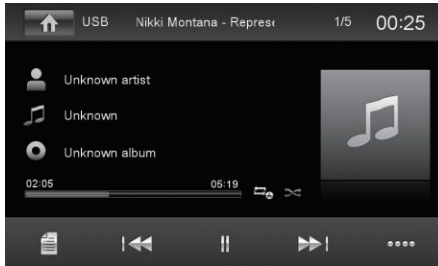 USB Nikki Montana - Represe 1/5 00:25
Unknown artist
Unknown
Unknown album
02:05 05:19